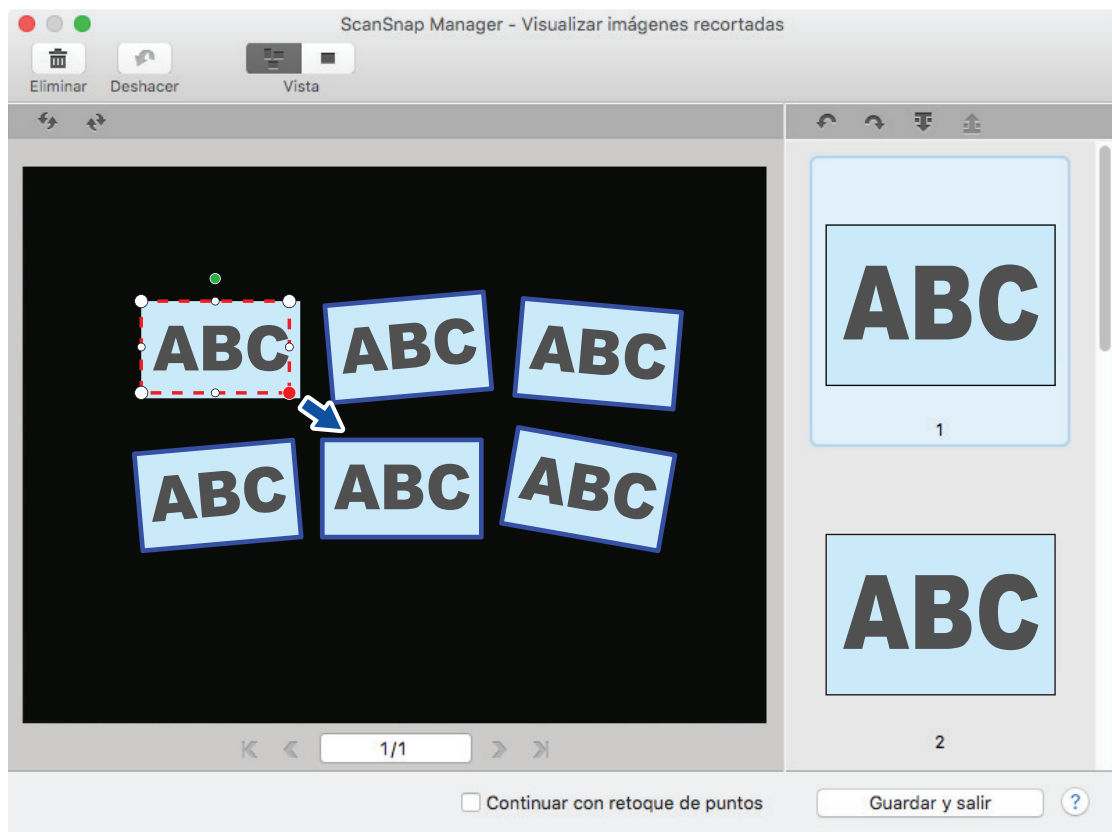 ScanSnap Manager - Visualizar imágenes recortadas
Eliminar Deshacer Vista
ABC ABC ABC
ABC ABC ABC
ABC
1
ABC
2
1/1
Continuar con retoque de puntos Guardar y salir ?